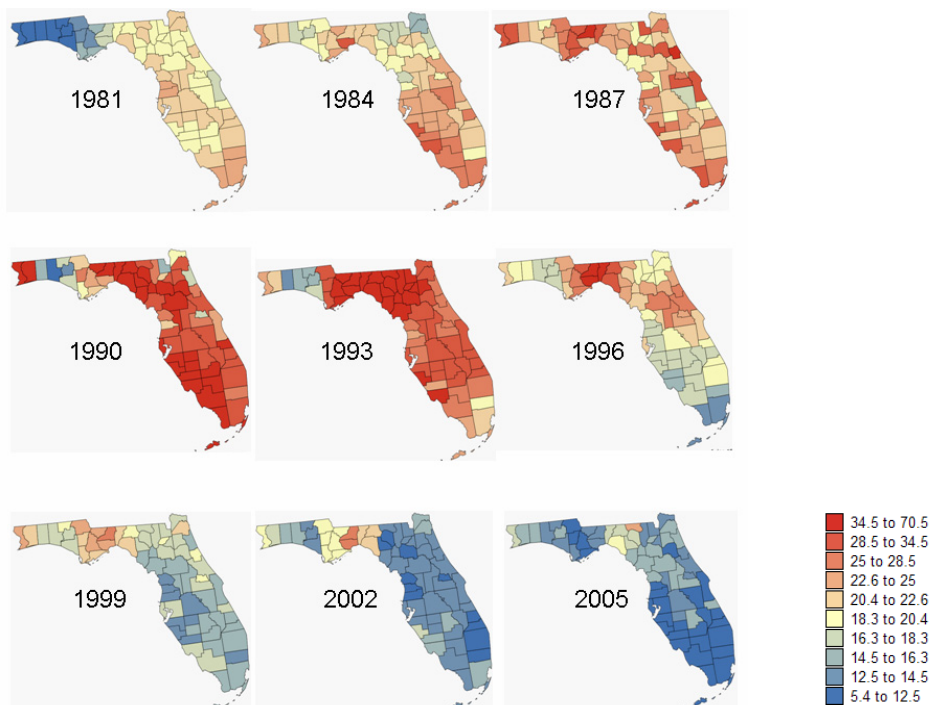 1981
1984
1987
1990
1993
1996
1999
2002
2005
34.5 to 70.5
28.5 to 34.5
25 to 28.5
22.6 to 25
20.4 to 22.6
18.3 to 20.4
16.3 to 18.3
14.5 to 16.3
12.5 to 14.5
5.4 to 12.5